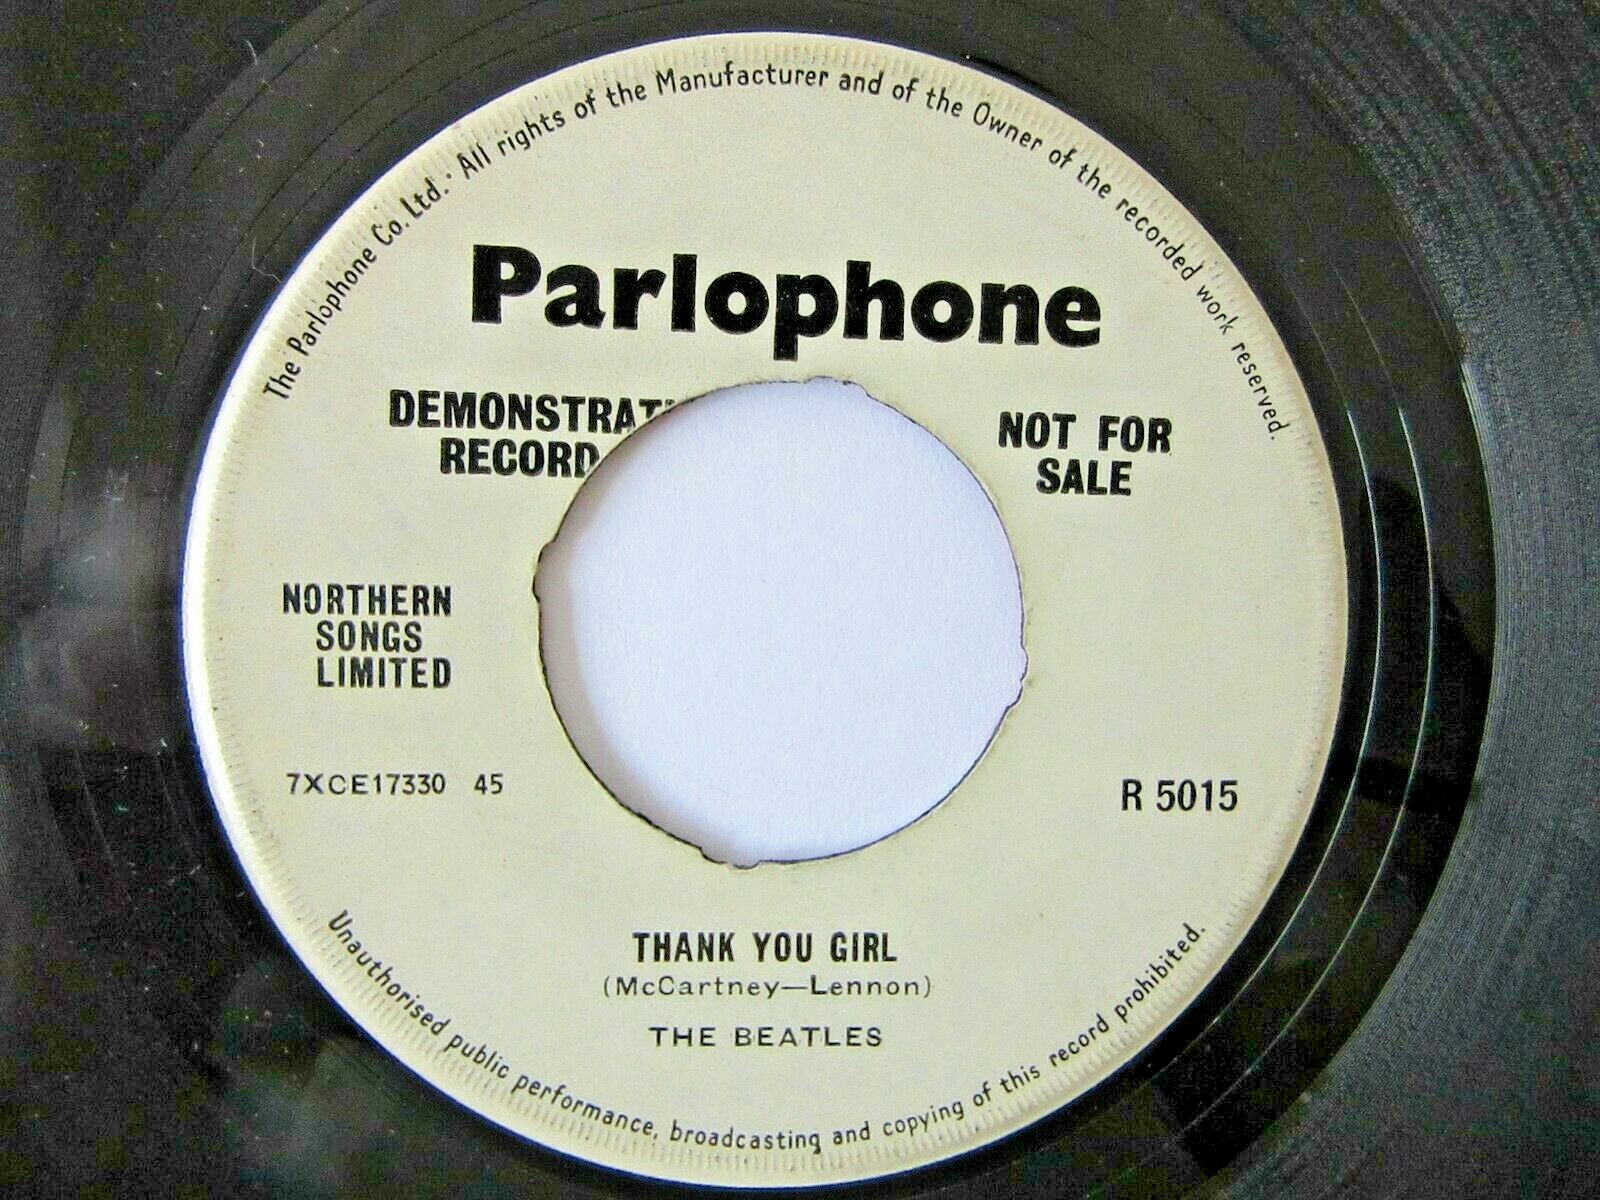 The Parlophone Co. Ltd. · All rights of the Manufacturer and of the Owner of the recorded work reserved.
Parlophone
DEMONSTRAT
RECORD
NOT FOR
SALE
NORTHERN
SONGS
LIMITED
7XCE17330 45
R 5015
THANK YOU GIRL
(McCartney—Lennon)
THE BEATLES
Unauthorised public performance, broadcasting and copying of this record prohibited.